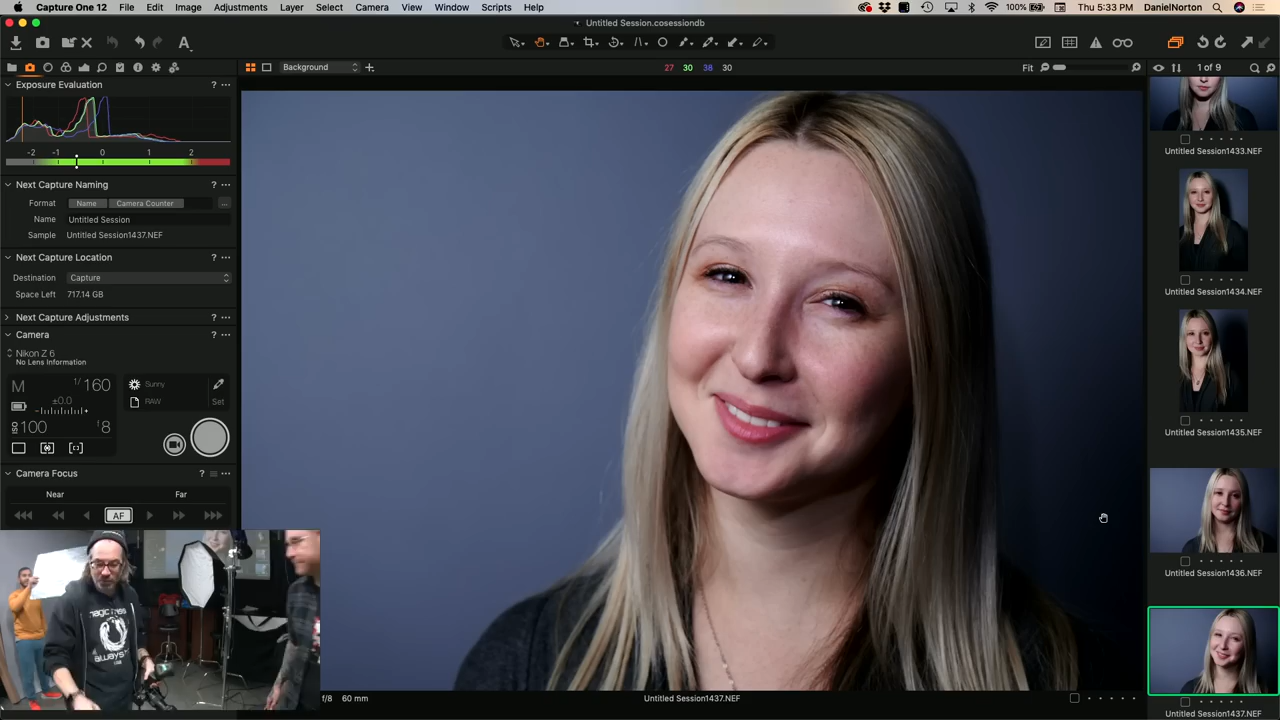 Capture One 12 File Edit View Image Adjustments Layer Select Camera Window Scripts Help 100% Thu 5:33 PM DanielNorton
Untitled Session.cosessiondb
Background 27 30 38 30 Fit 1 of 9
Exposure Evaluation ? ...
-2 -1 0 1 2
Next Capture Naming ? ...
Format Name Camera Counter ...
Name Untitled Session
Sample Untitled Session1437.NEF
Next Capture Location ? ...
Destination Capture
Space Left 717.14 GB
Next Capture Adjustments ...
Camera ? ...
Nikon Z 6
No Lens Information
M 1/ 160 Sunny
±0.0
RAW Set
ISO 100 f 8
Camera Focus ? ...
Near Far
AF
magic
always
f/8 60 mm Untitled Session1437.NEF
Untitled Session1433.NEF
Untitled Session1434.NEF
Untitled Session1435.NEF
Untitled Session1436.NEF
Untitled Session1437.NEF